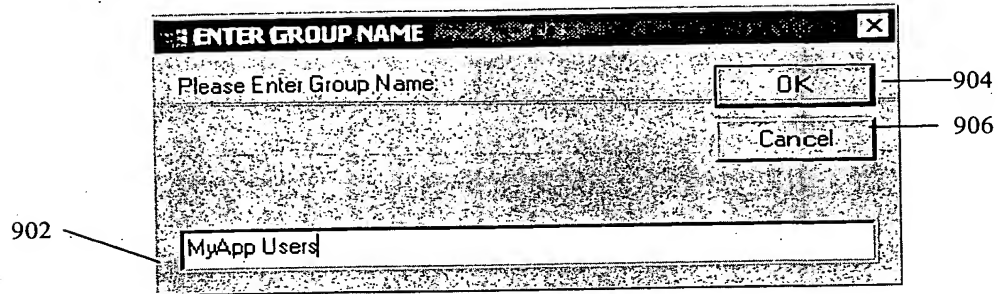 ENTER GROUP NAME
Please Enter Group Name:
OK
904
Cancel
906
902
MyApp Users